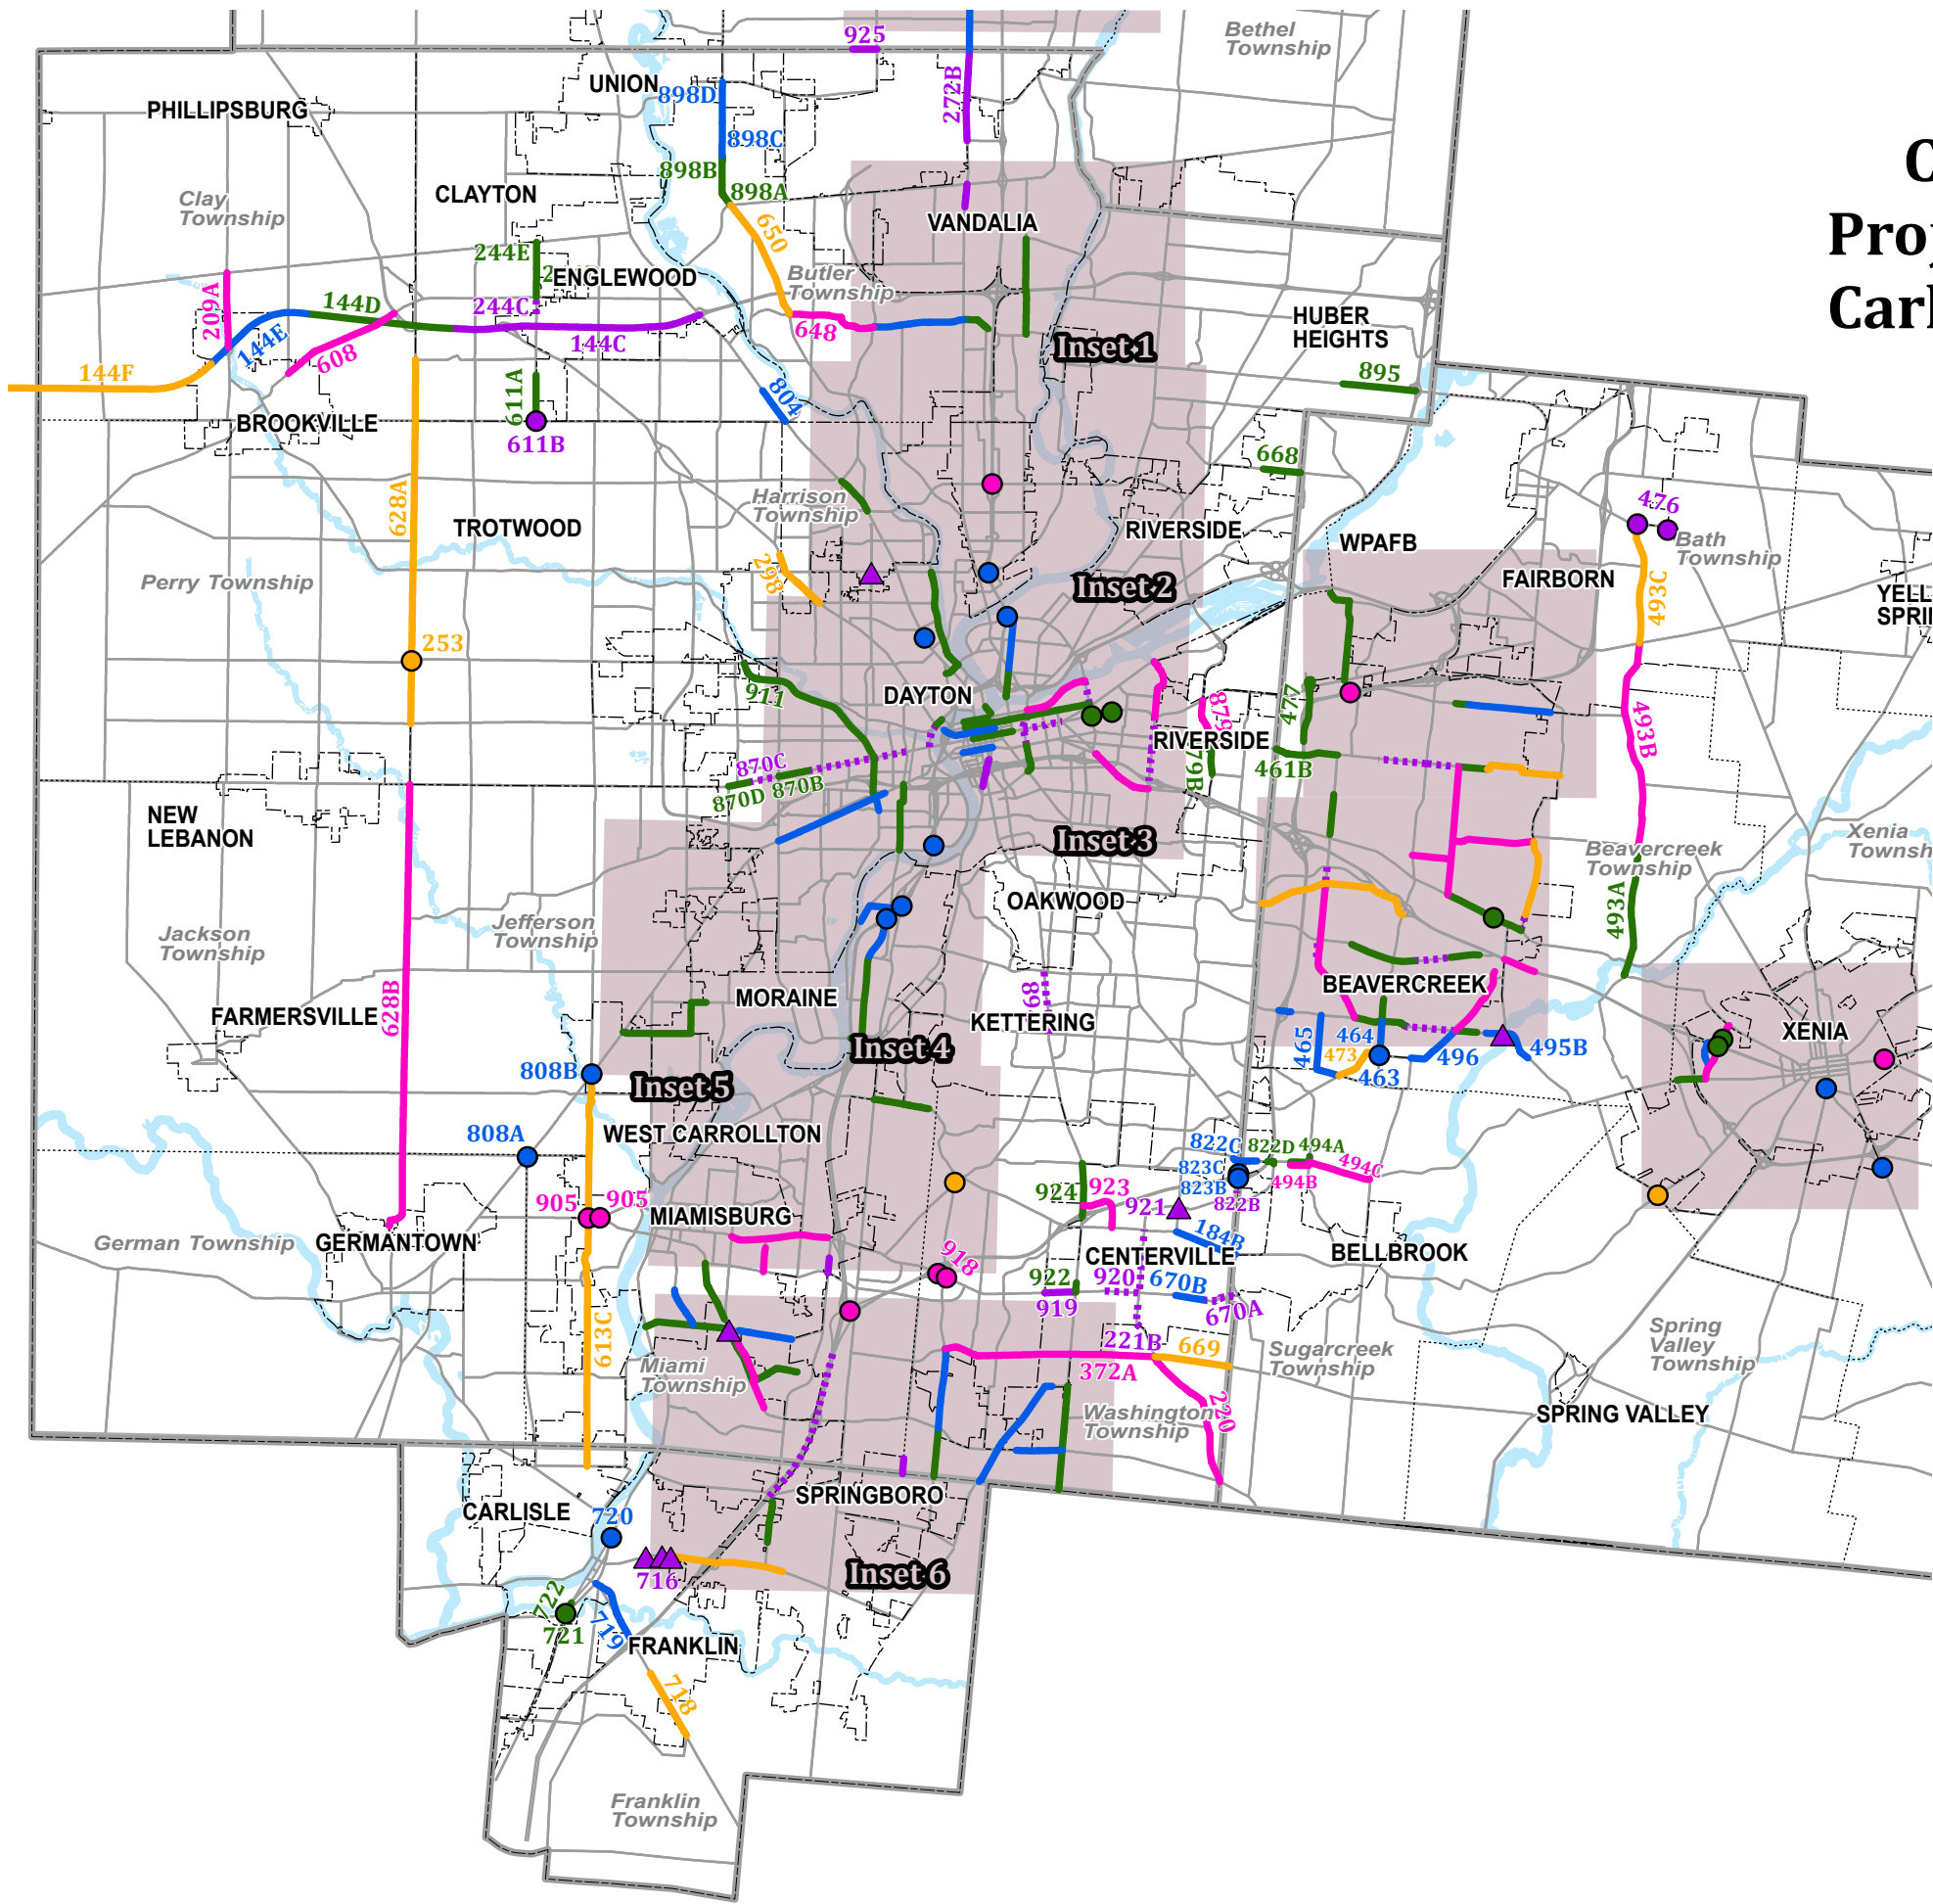 925
Bethel
Township
UNION
898D
272B
PHILLIPSBURG
898C
898B
898A
Clay
Township
CLAYTON
VANDALIA
650
244E
ENGLEWOOD
Butler
Township
209A
144D
244C
144E
608
144C
648
HUBER
HEIGHTS
Inset 1
144F
895
611A
804
BROOKVILLE
611B
668
628A
TROTWOOD
Harrison
Township
RIVERSIDE
WPAFB
476
Bath
Township
298
Perry Township
Inset 2
FAIRBORN
493C
YELL
SPRI
253
911
DAYTON
477
RIVERSIDE
493B
870C
870D
870B
461B
NEW
LEBANON
Inset 3
Beavercreek
Township
Xenia
Townsh
OAKWOOD
493A
Jackson
Township
Jefferson
Township
628B
MORAINE
BEAVERCREEK
FARMERSVILLE
KETTERING
XENIA
465
464
473
463
496
495B
Inset 4
808B
Inset 5
808A
WEST CARROLLTON
822C
822D
494A
823C
494B
494C
823B
822B
905
905
924
923
921
MIAMISBURG
German Township
GERMANTOWN
184B
CENTERVILLE
BELLBROOK
918
922
920
670B
919
670A
613C
Miami
Township
221B
669
372A
Sugarcreek
Township
Spring
Valley
Township
220
Washington
Township
SPRING VALLEY
SPRINGBORO
CARLISLE
720
716
Inset 6
722
721
719
FRANKLIN
718
Franklin
Township